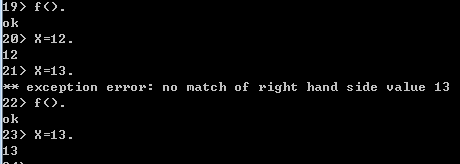 19> f().
ok
20> X=12.
12
21> X=13.
** exception error: no match of right hand side value 13
22> f().
ok
23> X=13.
13